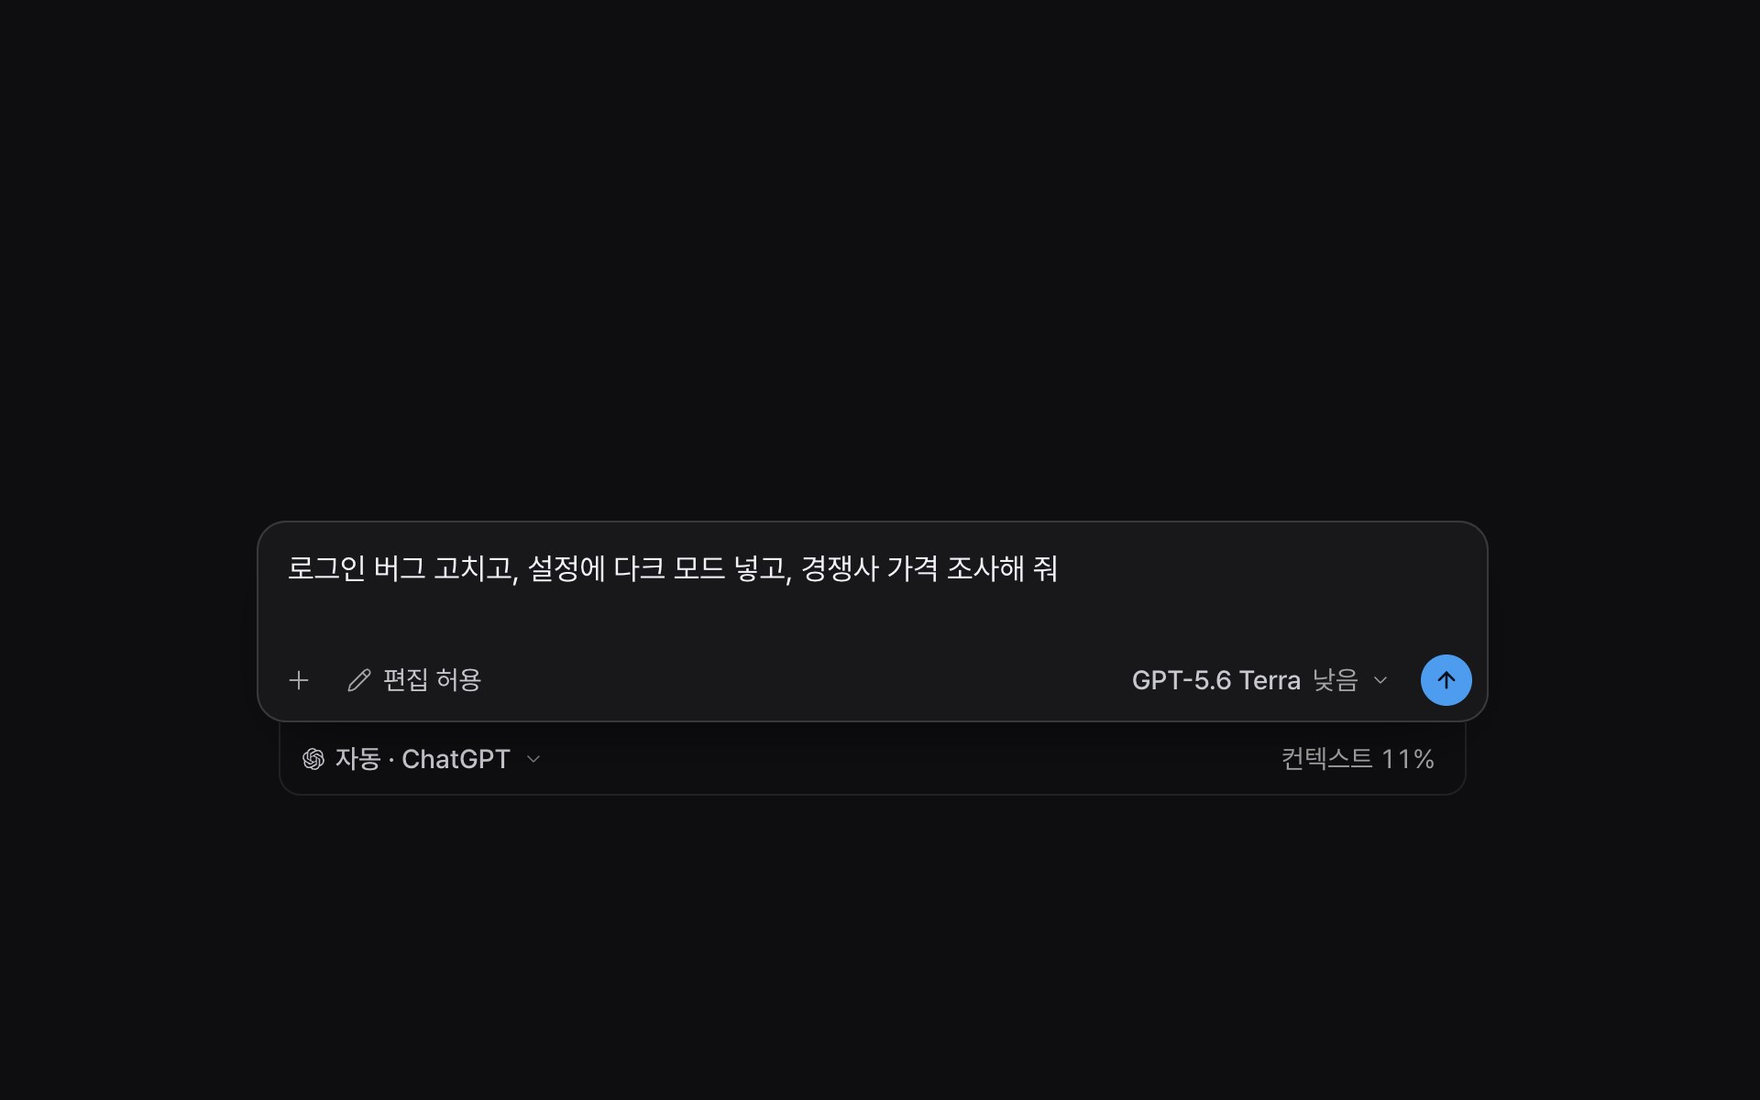 로그인 버그 고치고, 설정에 다크 모드 넣고, 경쟁사 가격 조사해 줘
편집 허용
GPT-5.6 Terra 낮음
자동 · ChatGPT
컨텍스트 11%